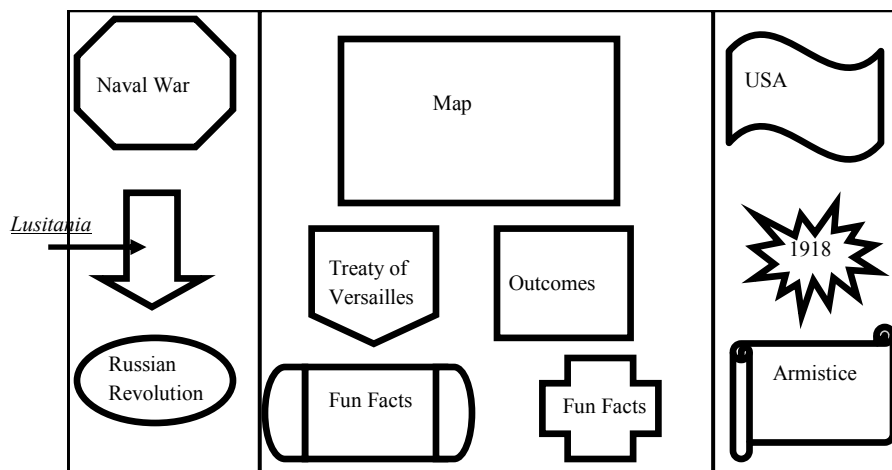 Naval War
Lusitania
Russian
Revolution
Map
Treaty of
Versailles
Outcomes
Fun Facts
Fun Facts
USA
1918
Armistice